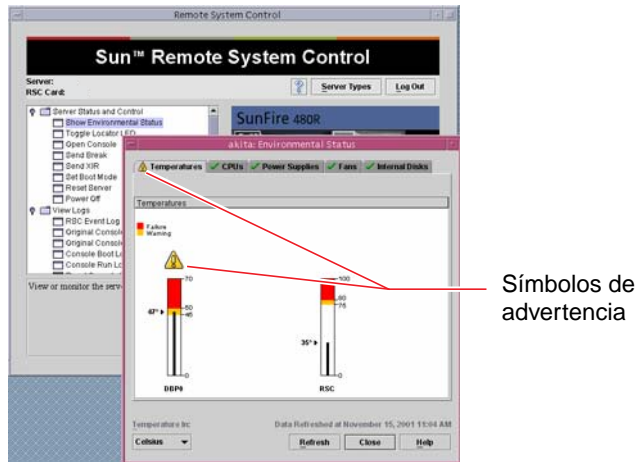 Remote System Control
Sun™ Remote System Control
Server:
RSC Card:
Server Types
Log Out
Server Status and Control
Show Environmental Status
Toggle Locator LED
Open Console
Send Break
Send XIR
Set Boot Mode
Reset Server
Power Off
View Logs
RSC Event Log
Original Console
Console Boot L
Console Run Lo
View or monitor the serv
SunFire 480R
akita: Environmental Status
Temperatures
CPUs
Power Supplies
Fans
Internal Disks
Temperatures
Failure
Warning
70
50
46
47°
0
DBP0
100
80
75
35°
0
RSC
Símbolos de
advertencia
Temperature In:
Celsius
Data Refreshed at November 15, 2001 11:04 AM
Refresh
Close
Help